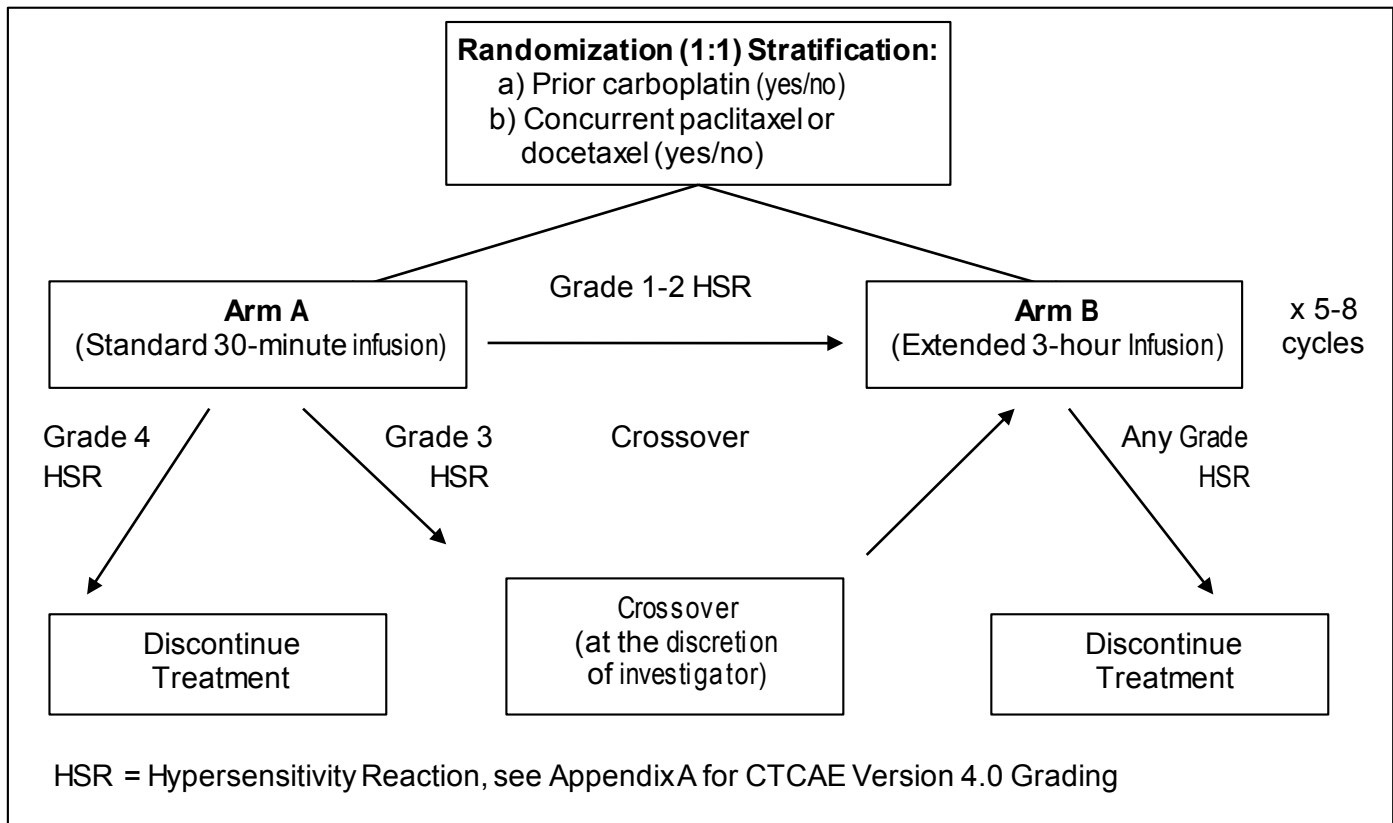 Randomization (1:1) Stratification:
a) Prior carboplatin (yes/no)
b) Concurrent paclitaxel or
docetaxel (yes/no)
Grade 1-2 HSR
Arm A
(Standard 30-minute infusion)
Arm B
(Extended 3-hour Infusion)
x 5-8
cycles
Grade 4
HSR
Grade 3
HSR
Crossover
Any Grade
HSR
Discontinue
Treatment
Crossover
(at the discretion
of investigator)
Discontinue
Treatment
HSR = Hypersensitivity Reaction, see Appendix A for CTCAE Version 4.0 Grading